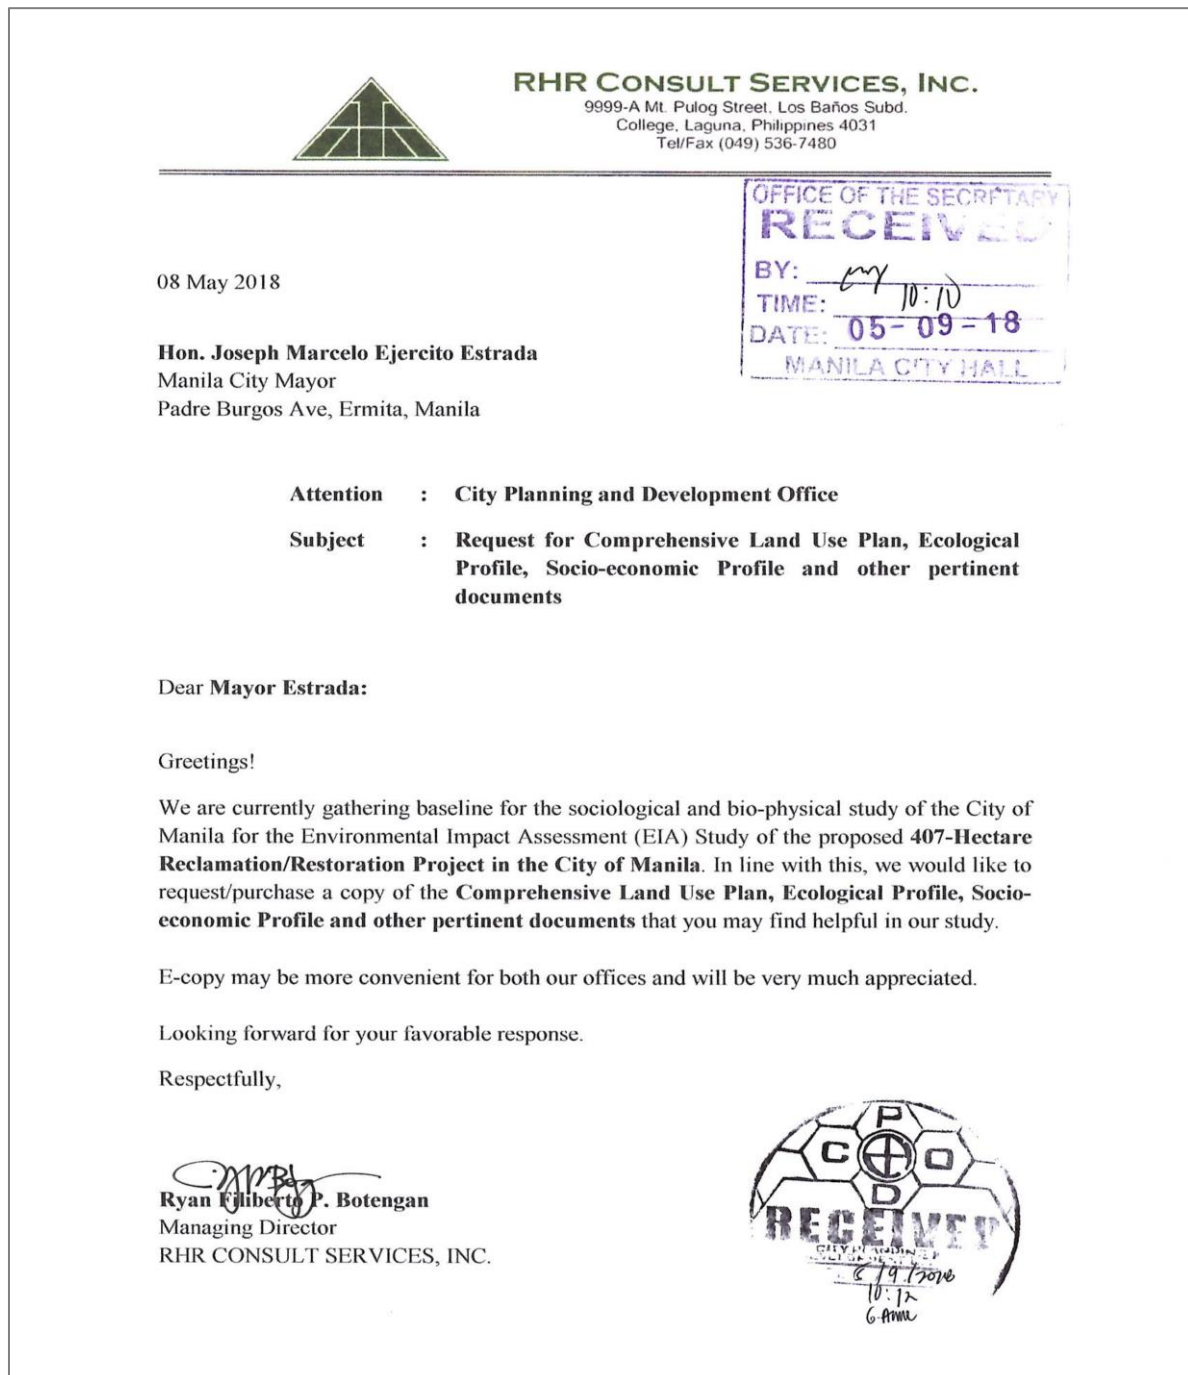 RHR CONSULT SERVICES, INC.
9999-A Mt. Pulog Street, Los Baños Subd.
College, Laguna, Philippines 4031
Tel/Fax (049) 536-7480
OFFICE OF THE SECRETARY
RECEIVED
BY:
TIME: 10:10
DATE: 05-09-18
MANILA CITY HALL
08 May 2018
Hon. Joseph Marcelo Ejercito Estrada
Manila City Mayor
Padre Burgos Ave, Ermita, Manila
Attention : City Planning and Development Office
Subject : Request for Comprehensive Land Use Plan, Ecological
Profile, Socio-economic Profile and other pertinent
documents
Dear Mayor Estrada:
Greetings!
We are currently gathering baseline for the sociological and bio-physical study of the City of
Manila for the Environmental Impact Assessment (EIA) Study of the proposed 407-Hectare
Reclamation/Restoration Project in the City of Manila. In line with this, we would like to
request/purchase a copy of the Comprehensive Land Use Plan, Ecological Profile, Socio-
economic Profile and other pertinent documents that you may find helpful in our study.
E-copy may be more convenient for both our offices and will be very much appreciated.
Looking forward for your favorable response.
Respectfully,
Ryan Filiberto P. Botengan
Managing Director
RHR CONSULT SERVICES, INC.
P
C O
D
RECEIVED
10:12